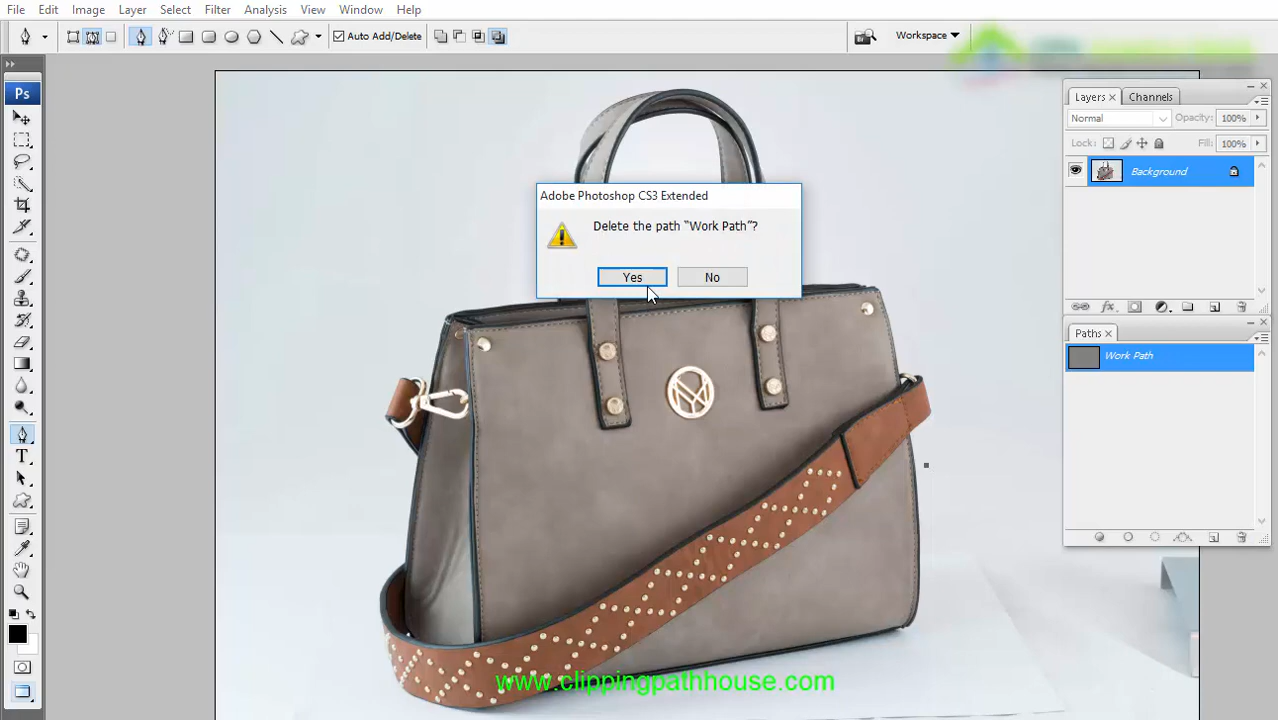 File Edit Image Layer Select Filter Analysis View Window Help
Auto Add/Delete
Workspace
Ps
Layers Channels
Normal Opacity: 100%
Lock: Fill: 100%
Background
Adobe Photoshop CS3 Extended
Delete the path “Work Path”?
Yes No
Paths
Work Path
T
www.clippingpathhouse.com